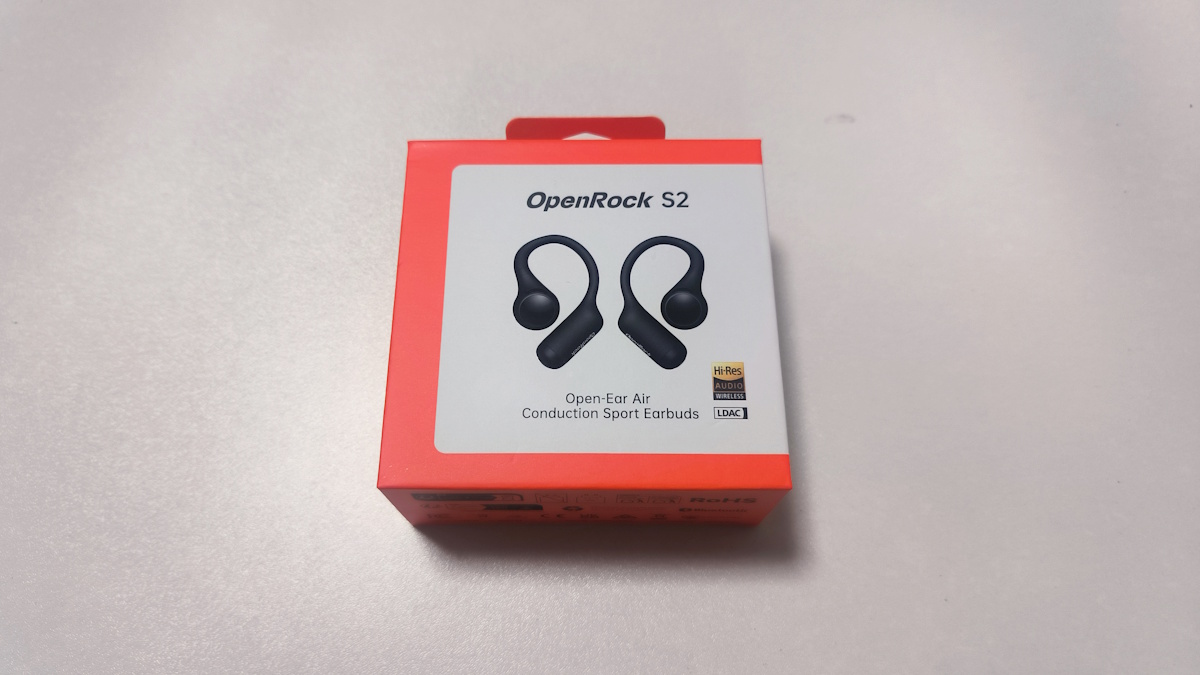 OpenRock S2
Open-Ear Air
Conduction Sport Earbuds
Hi-Res
AUDIO
WIRELESS
LDAC
RoHS